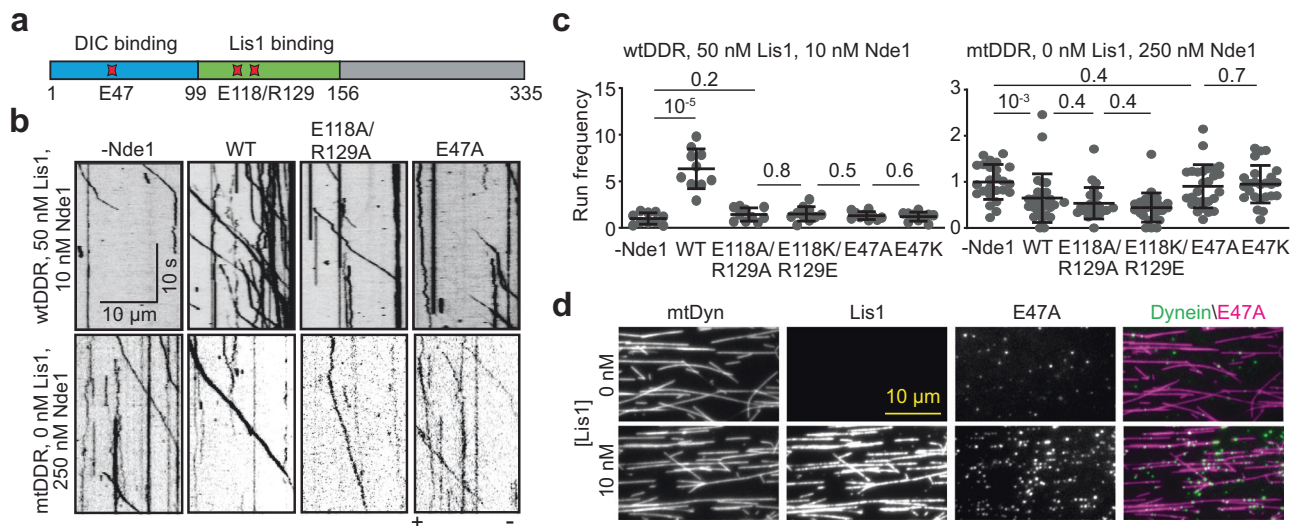 a
DIC binding
Lis1 binding
1
E47
99
E118/R129
156
335
b
-Nde1
WT
E118A/
R129A
E47A
wtDDR, 50 nM Lis1,
10 nM Nde1
10 µm
10 s
mtDDR, 0 nM Lis1,
250 nM Nde1
+
-
c
wtDDR, 50 nM Lis1, 10 nM Nde1
Run frequency
15
10
5
0
0.2
10-5
0.8
0.5
0.6
-Nde1
WT
E118A/
R129A
E118K/
R129E
E47A
E47K
mtDDR, 0 nM Lis1, 250 nM Nde1
3
2
1
0
0.4
0.7
10-3
0.4
0.4
-Nde1
WT
E118A/
R129A
E118K/
R129E
E47A
E47K
d
mtDyn
Lis1
E47A
Dynein\E47A
[Lis1]
0 nM
10 µm
10 nM